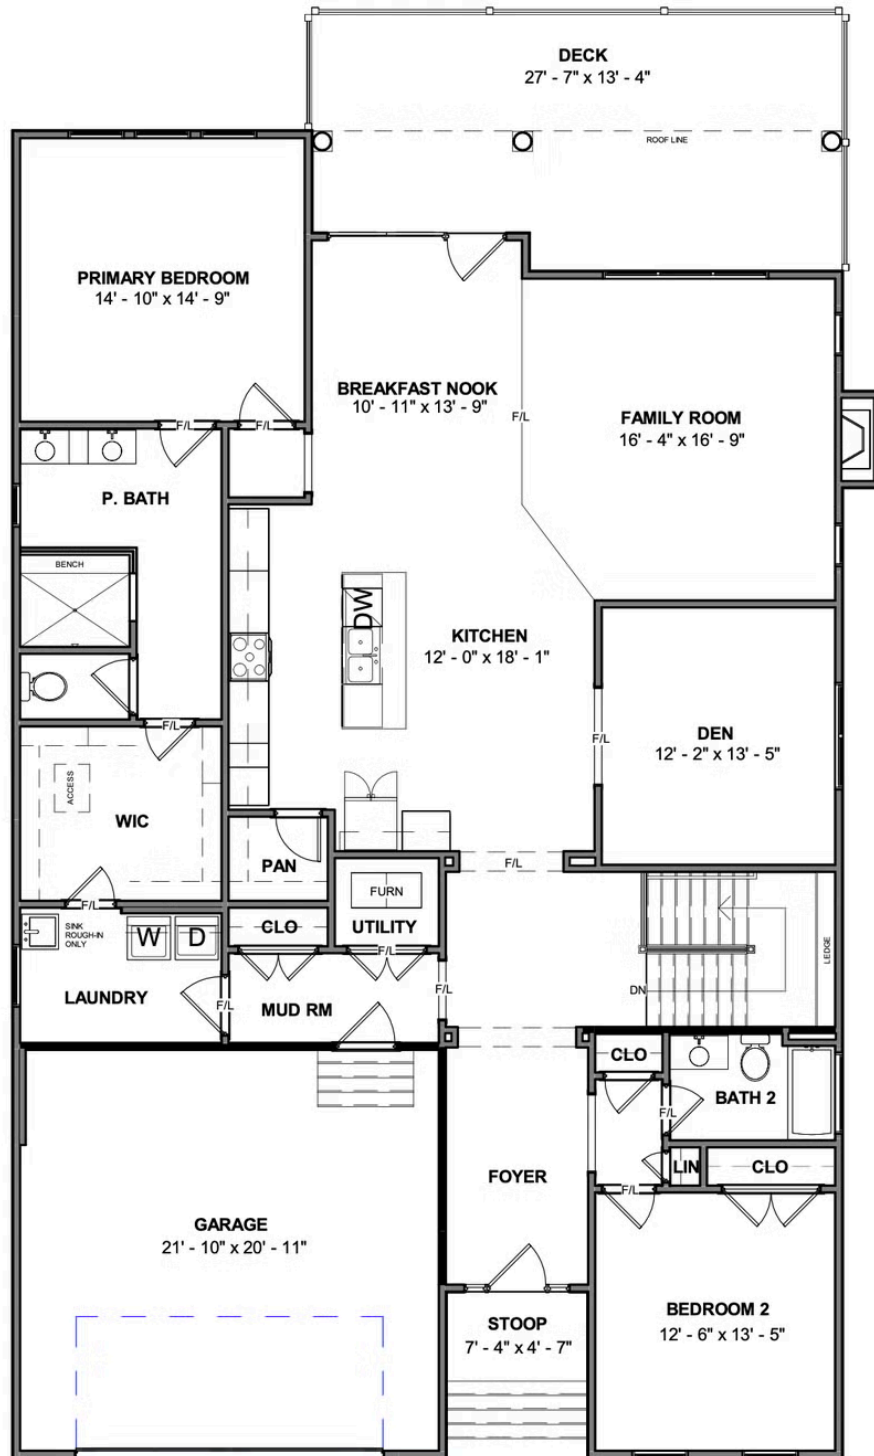 DECK
27' - 7" x 13' - 4"
ROOF LINE
PRIMARY BEDROOM
14' - 10" x 14' - 9"
BREAKFAST NOOK
10' - 11" x 13' - 9"
F/L
FAMILY ROOM
16' - 4" x 16' - 9"
F/L
F/L
P. BATH
BENCH
DW
KITCHEN
12' - 0" x 18' - 1"
F/L
F/L
DEN
12' - 2" x 13' - 5"
ACCESS
WIC
PAN
F/L
FURN
UTILITY
F/L
F/L
SINK
ROUGH-IN
ONLY
W
D
CLO
LAUNDRY
F/L
MUD RM
F/L
DN
LEDGE
CLO
BATH 2
F/L
LIN
CLO
F/L
FOYER
GARAGE
21' - 10" x 20' - 11"
STOOP
7' - 4" x 4' - 7"
BEDROOM 2
12' - 6" x 13' - 5"